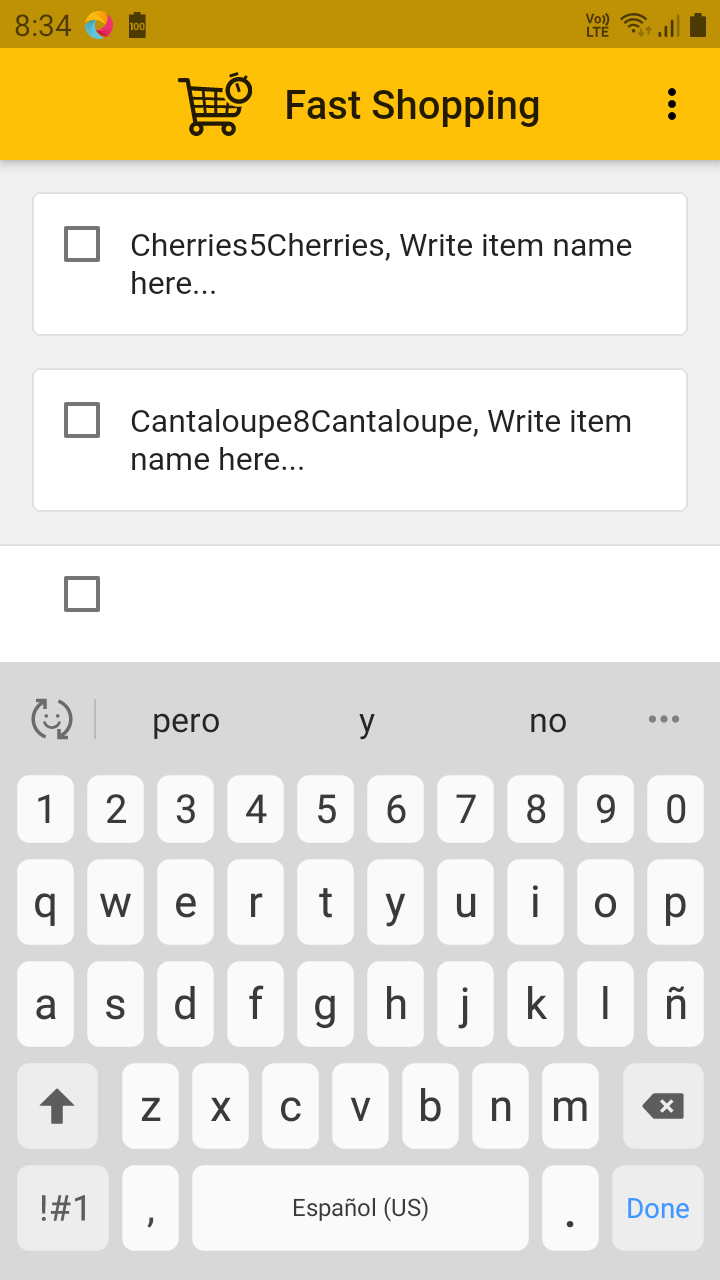 8:34 100 Vo)) LTE
Fast Shopping
Cherries5Cherries, Write item name
here...
Cantaloupe8Cantaloupe, Write item
name here...
pero y no
1 2 3 4 5 6 7 8 9 0
q w e r t y u i o p
a s d f g h j k l ñ
z x c v b n m
!#1 , Español (US) . Done